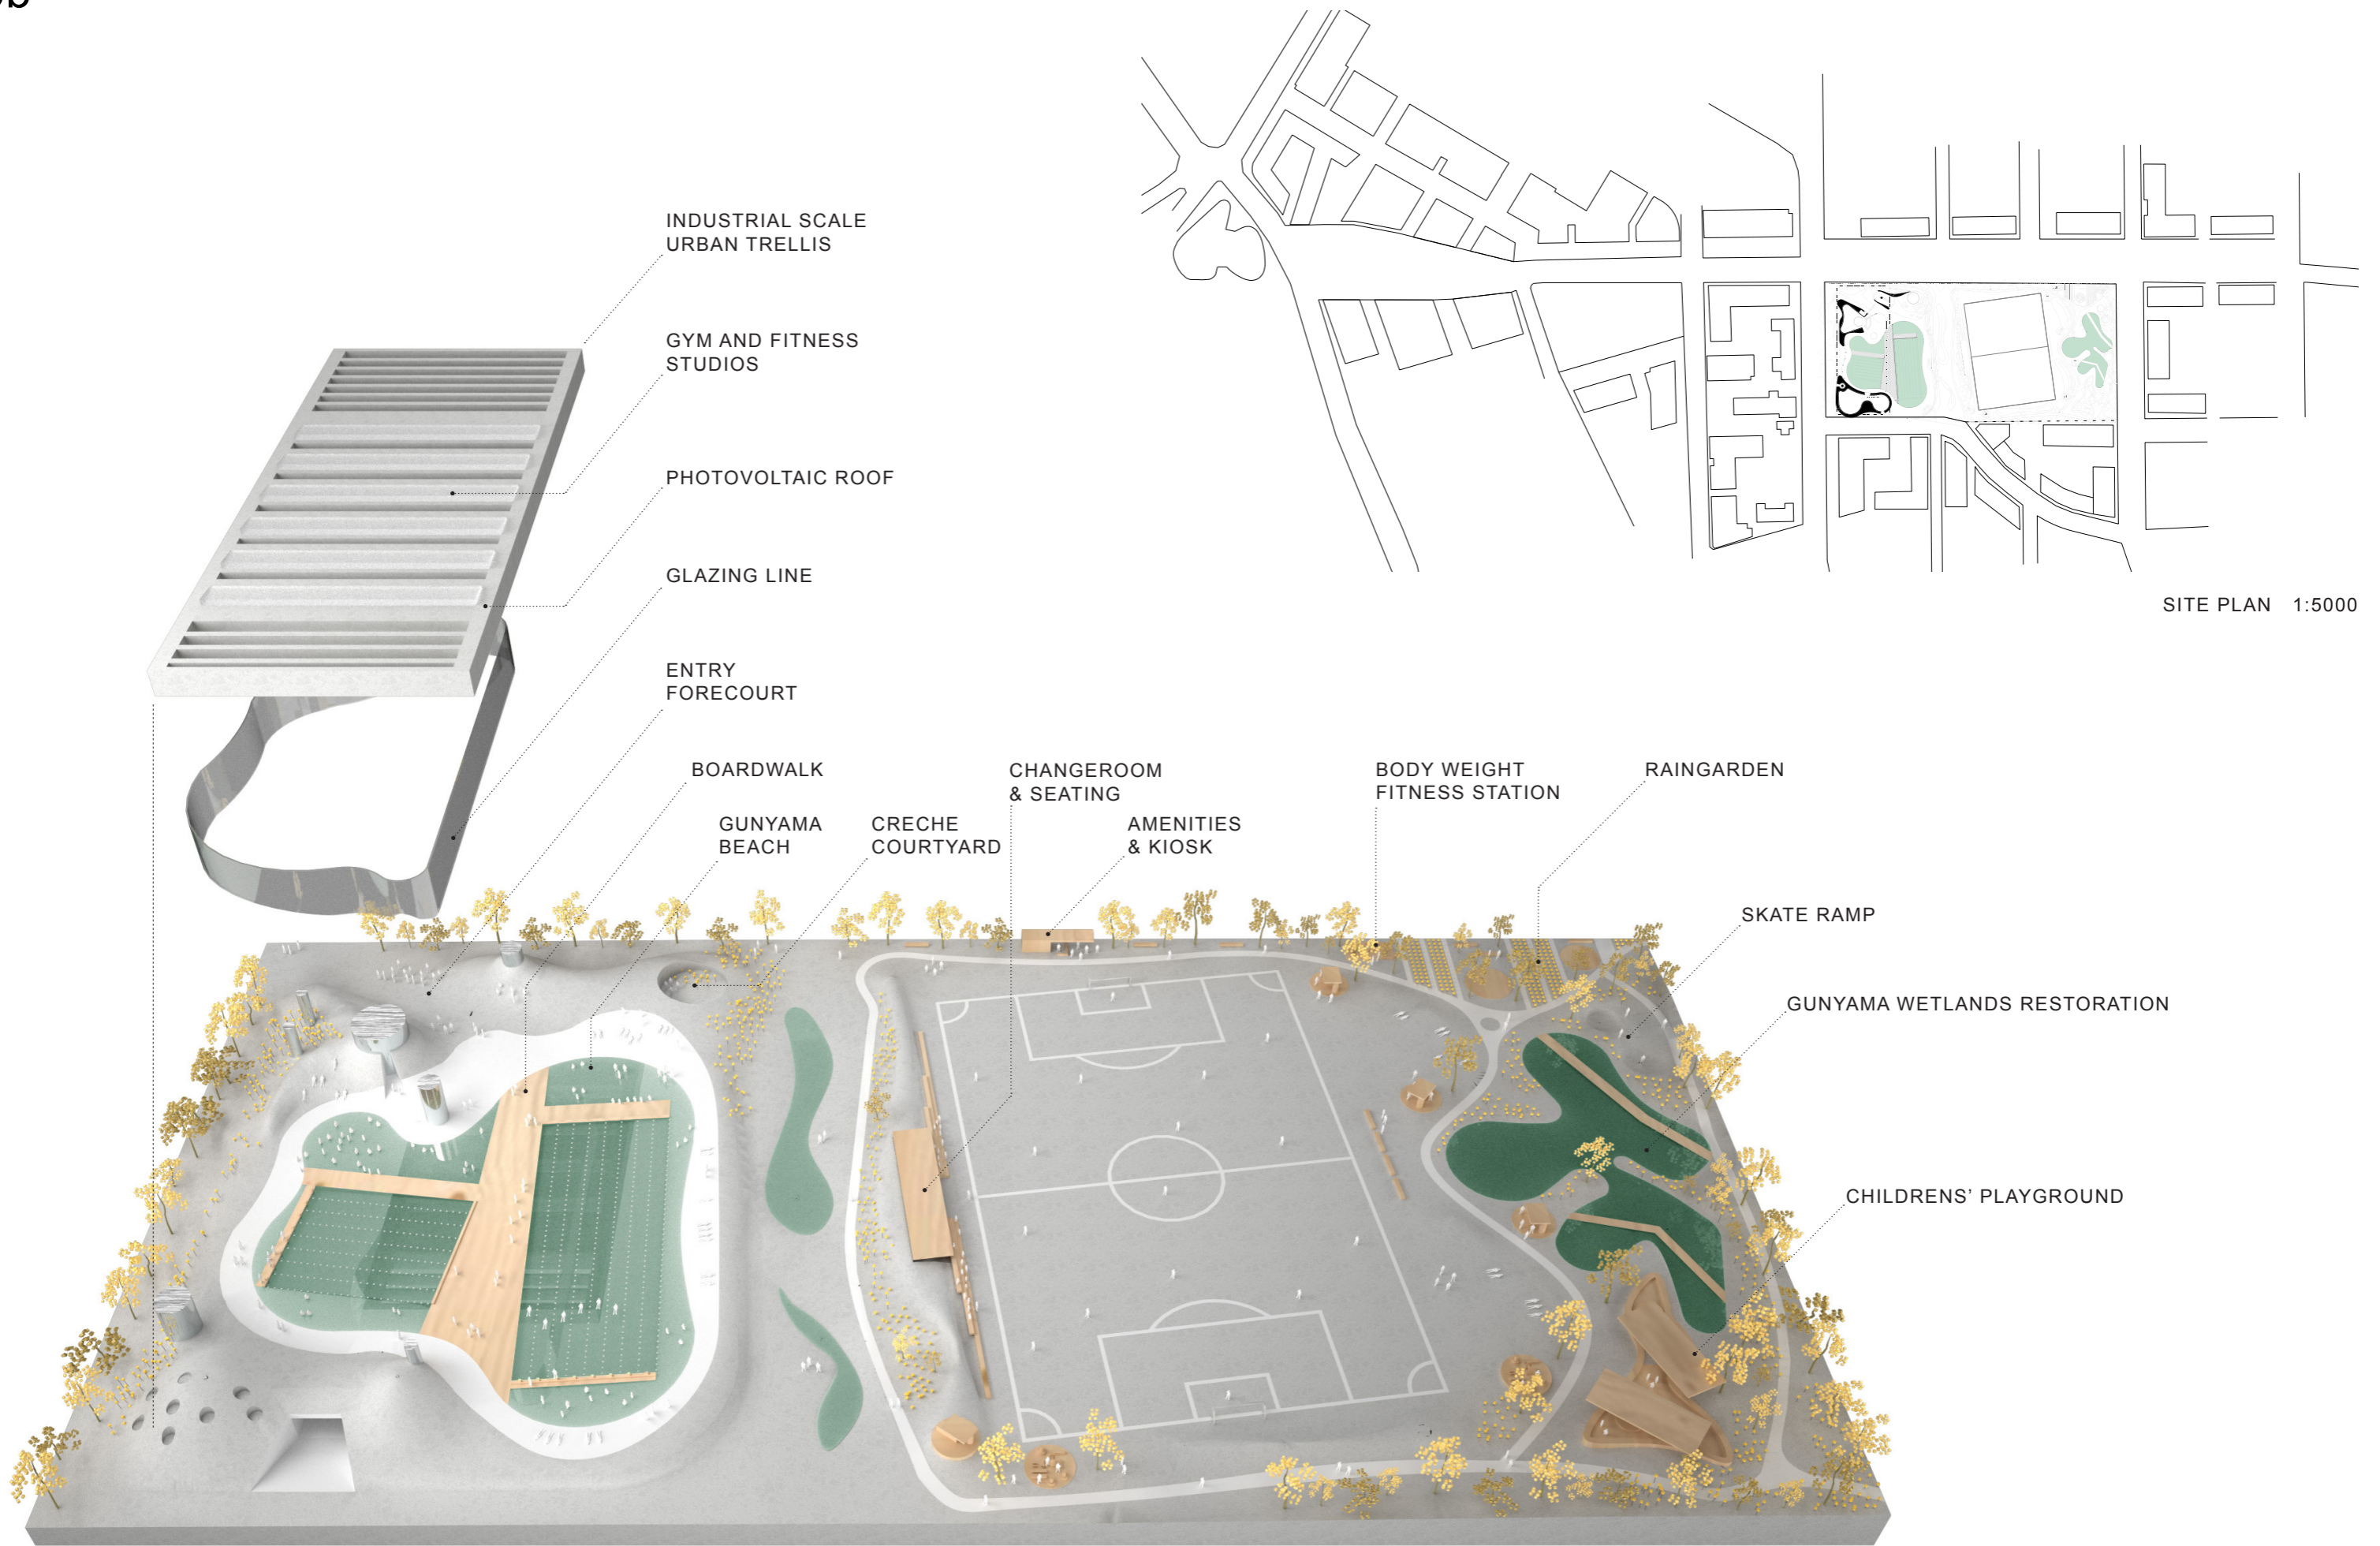 INDUSTRIAL SCALE
URBAN TRELLIS
GYM AND FITNESS
STUDIOS
PHOTOVOLTAIC ROOF
GLAZING LINE
SITE PLAN 1:5000
ENTRY
FORECOURT
BOARDWALK
GUNYAMA
BEACH
CRECHE
COURTYARD
CHANGEROOM
& SEATING
AMENITIES
& KIOSK
BODY WEIGHT
FITNESS STATION
RAINGARDEN
SKATE RAMP
GUNYAMA WETLANDS RESTORATION
CHILDRENS’ PLAYGROUND